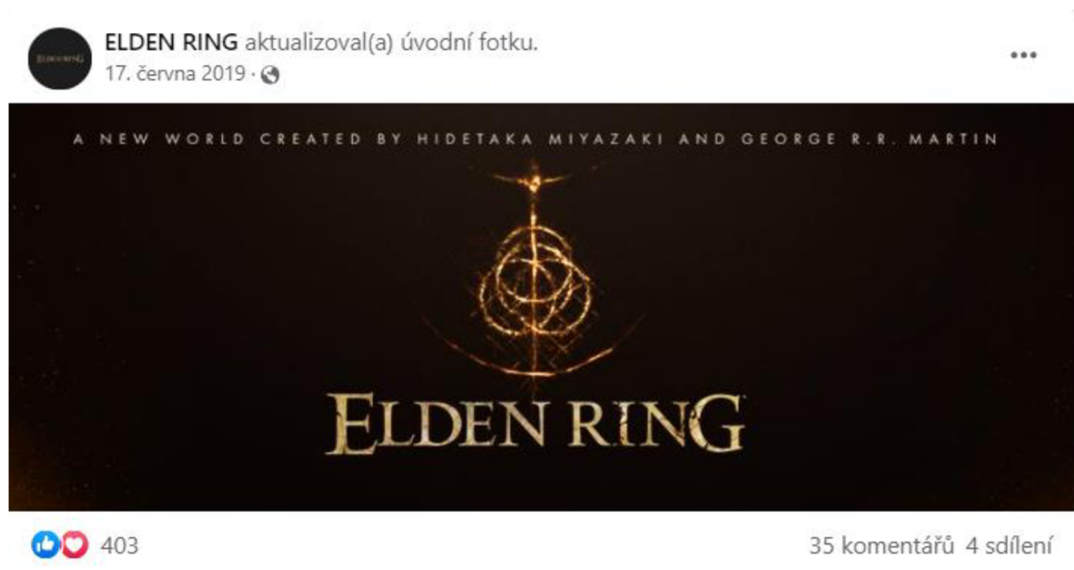 ELDEN RING aktualizoval(a) úvodní fotku.
17. června 2019 ·
A NEW WORLD CREATED BY HIDETAKA MIYAZAKI AND GEORGE R.R. MARTIN
ELDEN RING
403
35 komentářů 4 sdílení